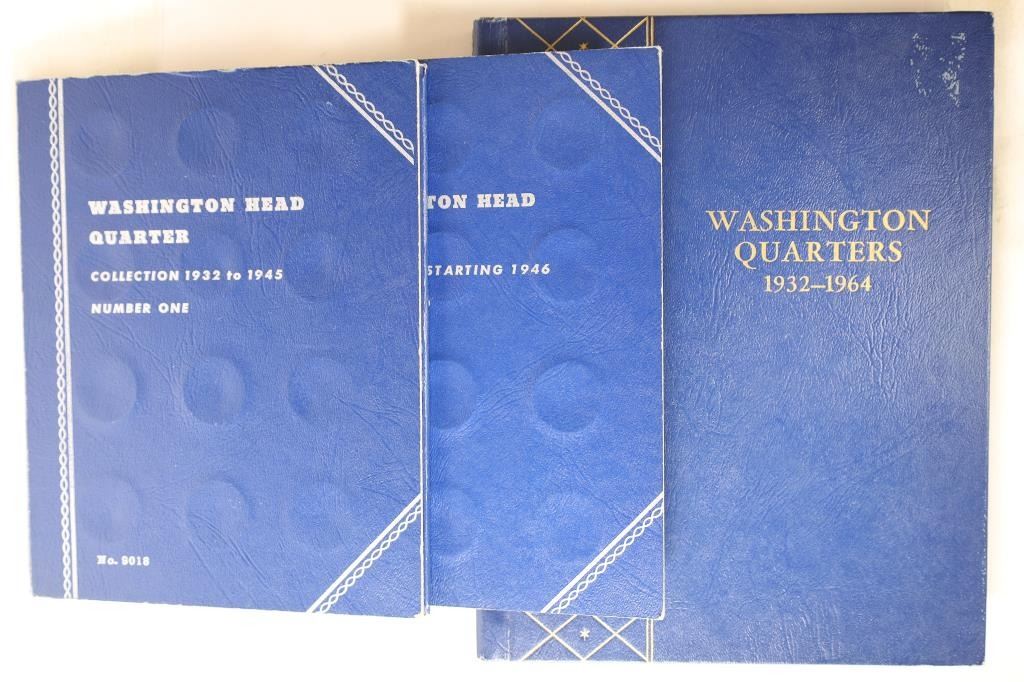 WASHINGTON HEAD
QUARTER
COLLECTION 1932 to 1945
NUMBER ONE
No. 9018
TON HEAD
STARTING 1946
WASHINGTON
QUARTERS
1932–1964